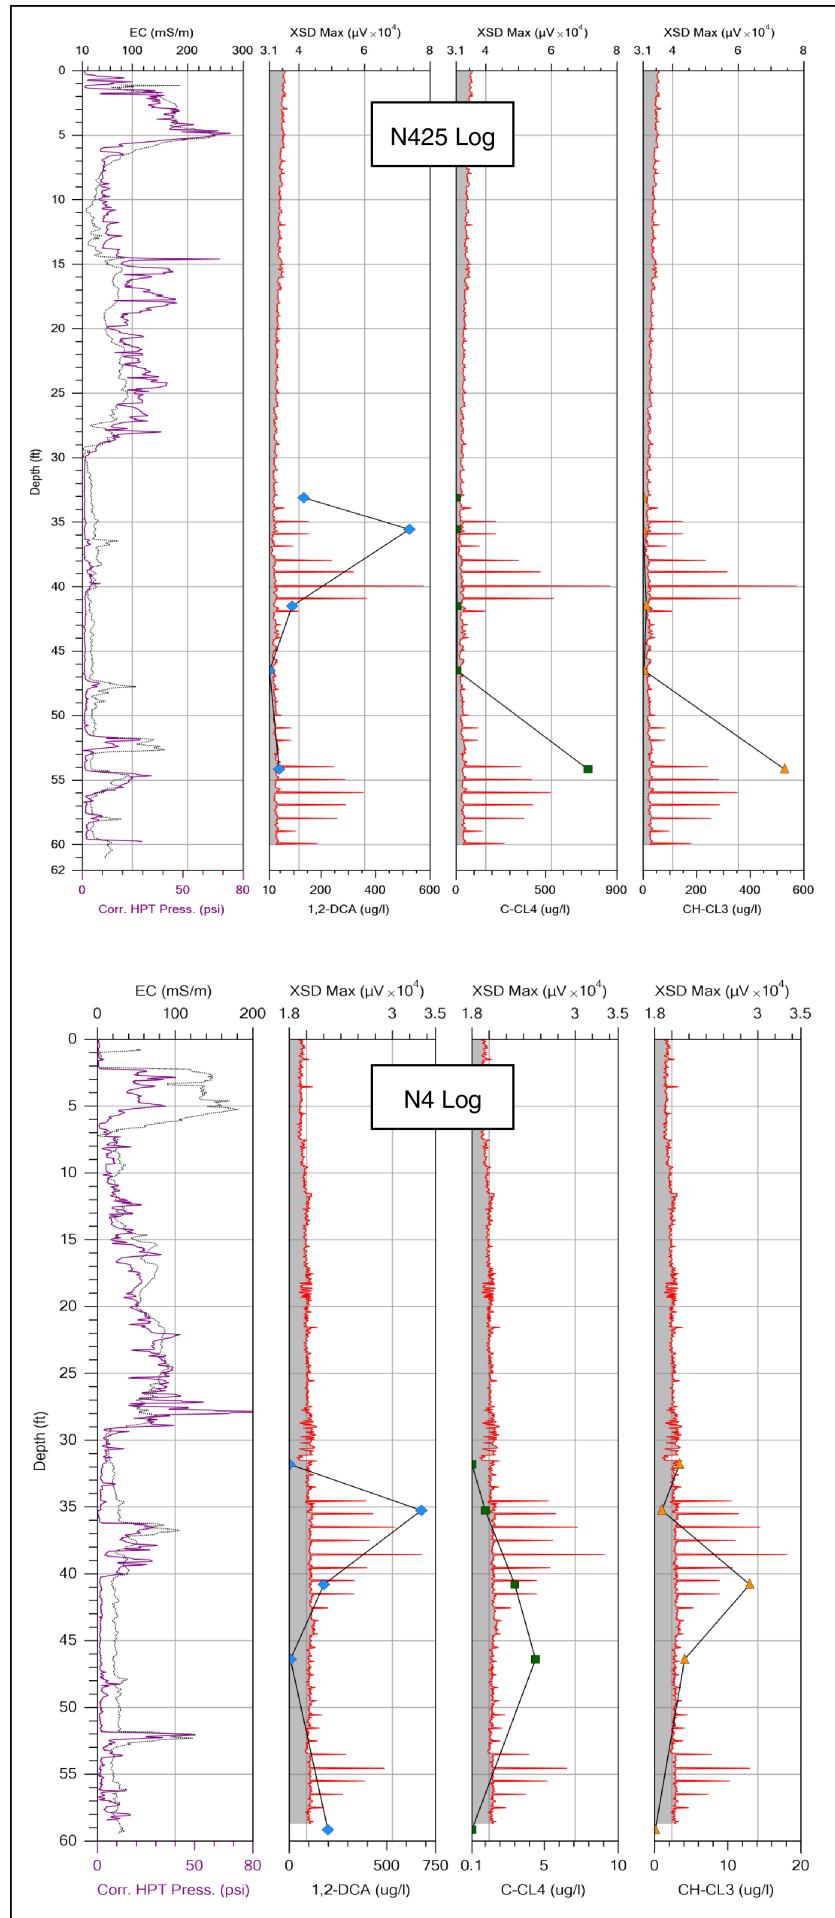 EC (mS/m) XSD Max (µV ×10⁴) XSD Max (µV ×10⁴) XSD Max (µV ×10⁴)
10 100 200 300 3.1 4 6 8 3.1 4 6 8 3.1 4 6 8
0
N425 Log
5
10
15
20
25
30
Depth (ft)
35
40
45
50
55
60
62
0 50 80 10 200 400 600 0 500 900 0 200 400 600
Corr. HPT Press. (psi) 1,2-DCA (ug/l) C-CL4 (ug/l) CH-CL3 (ug/l)
EC (mS/m) XSD Max (µV ×10⁴) XSD Max (µV ×10⁴) XSD Max (µV ×10⁴)
0 100 200 1.8 3 3.5 1.8 3 3.5 1.8 3 3.5
0
N4 Log
5
10
15
20
25
30
Depth (ft)
35
40
45
50
55
60
0 40 80 0 500 750 0.1 5 10 0 10 20
Corr. HPT Press. (psi) 1,2-DCA (ug/l) C-CL4 (ug/l) CH-CL3 (ug/l)